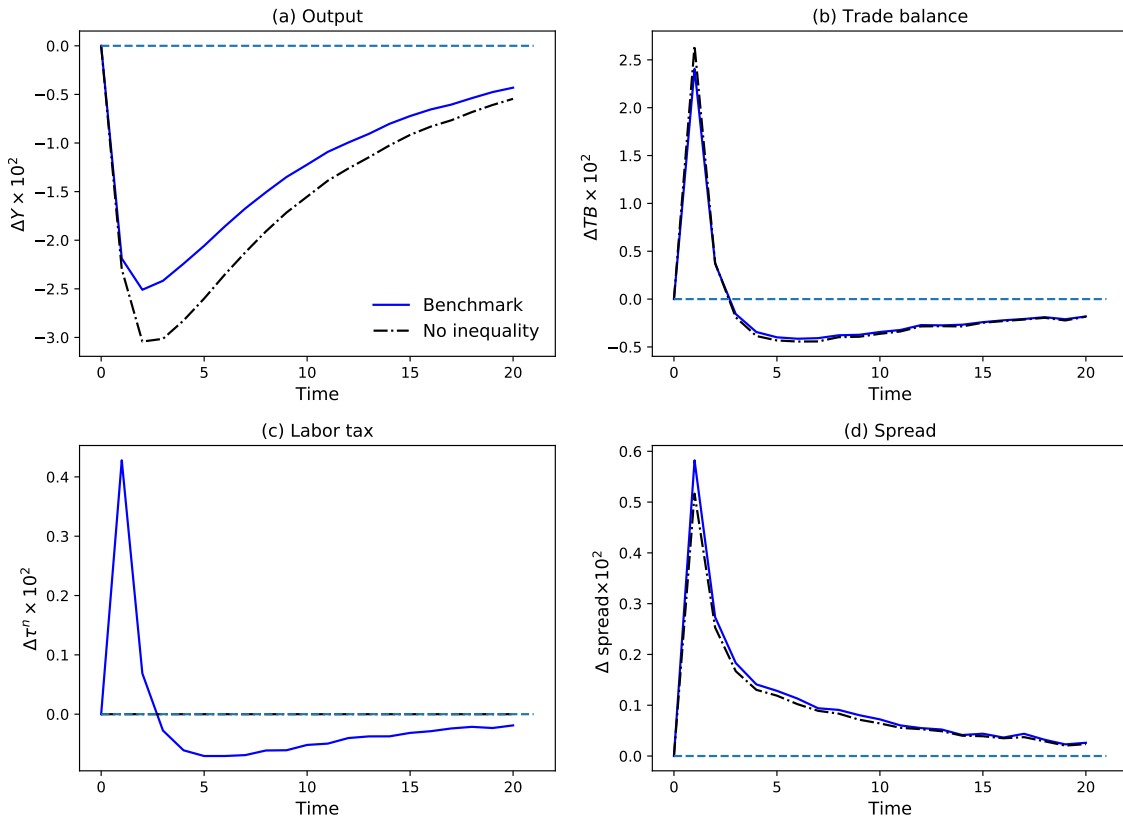 (a) Output
0.0
−0.5
−1.0
−1.5
−2.0
−2.5
−3.0
ΔY × 10²
Benchmark
No inequality
0 5 10 15 20
Time
(b) Trade balance
2.5
2.0
1.5
1.0
0.5
0.0
−0.5
ΔTB × 10²
0 5 10 15 20
Time
(c) Labor tax
0.4
0.3
0.2
0.1
0.0
Δτⁿ × 10²
0 5 10 15 20
Time
(d) Spread
0.6
0.5
0.4
0.3
0.2
0.1
0.0
Δ spread×10²
0 5 10 15 20
Time